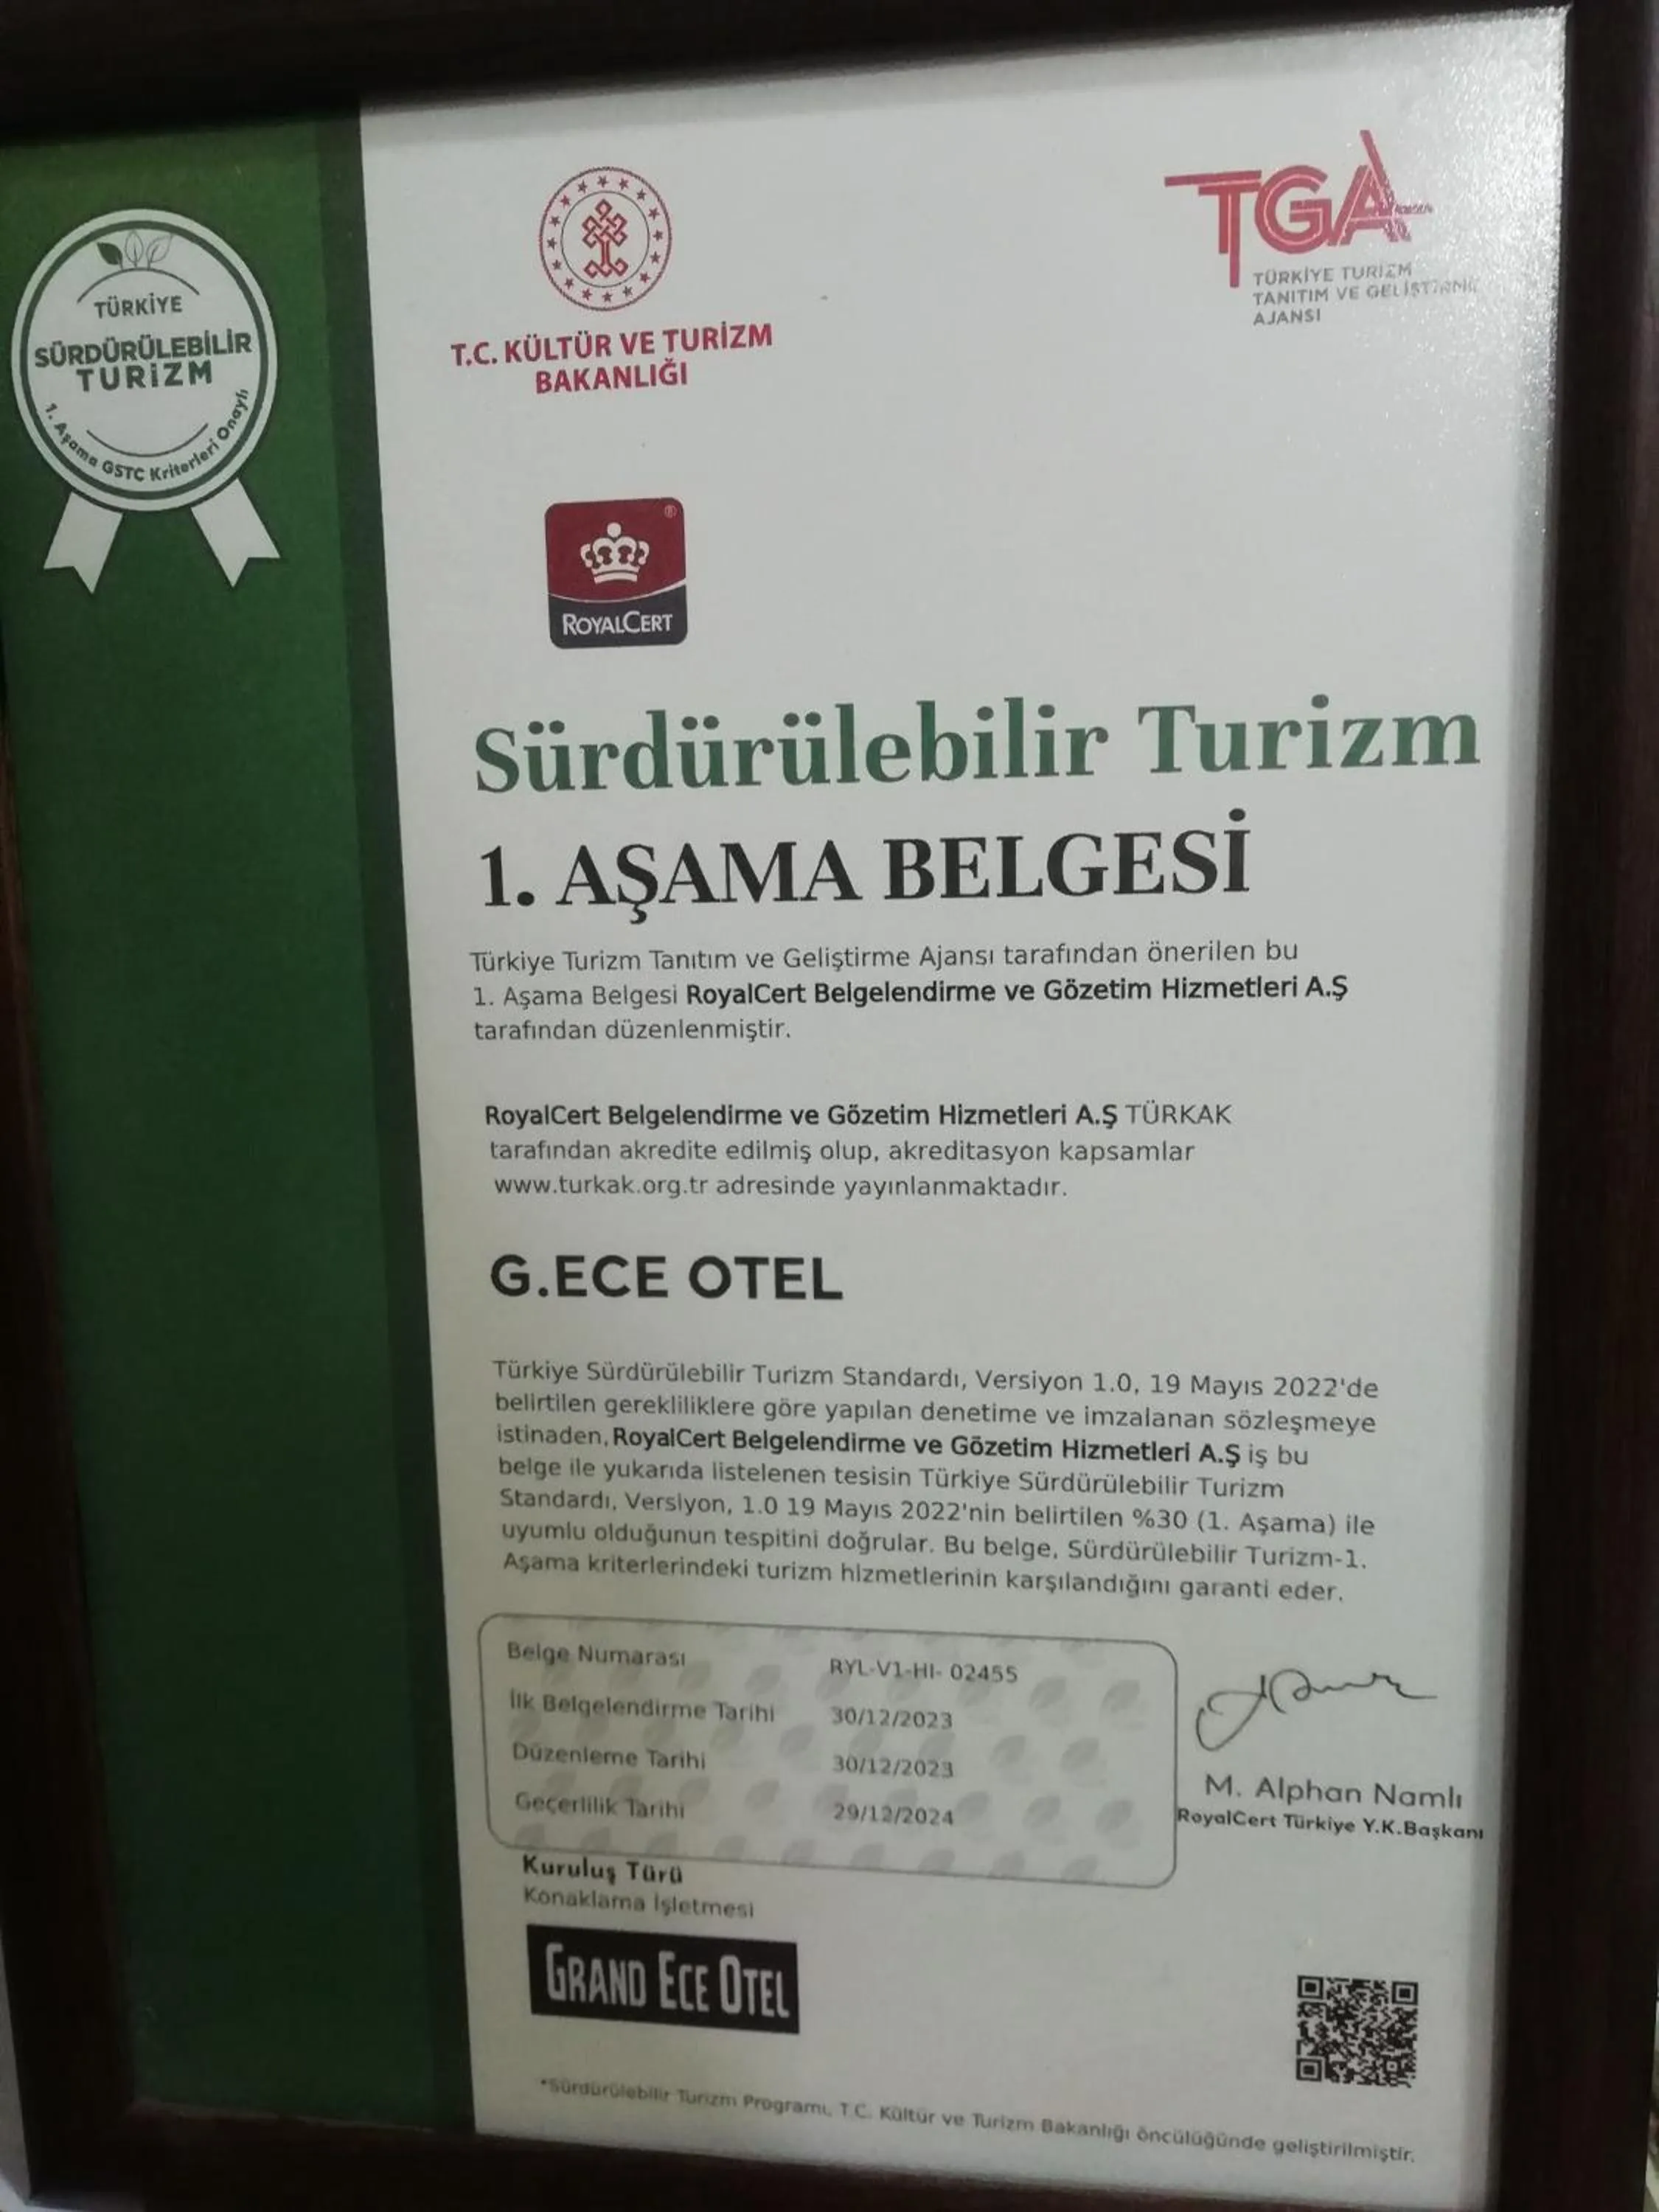 TÜRKİYE
SÜRDÜRÜLEBİLİR
TURİZM
1. Aşama GSTC Kriterleri Onaylı
T.C. KÜLTÜR VE TURİZM
BAKANLIĞI
TGA
TÜRKİYE TURİZM
TANITIM VE GELİŞTİRME
AJANSI
®
ROYALCERT
Sürdürülebilir Turizm
1. AŞAMA BELGESİ
Türkiye Turizm Tanıtım ve Geliştirme Ajansı tarafından önerilen bu
1. Aşama Belgesi RoyalCert Belgelendirme ve Gözetim Hizmetleri A.Ş
tarafından düzenlenmiştir.
RoyalCert Belgelendirme ve Gözetim Hizmetleri A.Ş TÜRKAK
tarafından akredite edilmiş olup, akreditasyon kapsamlar
www.turkak.org.tr adresinde yayınlanmaktadır.
G.ECE OTEL
Türkiye Sürdürülebilir Turizm Standardı, Versiyon 1.0, 19 Mayıs 2022'de
belirtilen gerekliliklere göre yapılan denetime ve imzalanan sözleşmeye
istinaden, RoyalCert Belgelendirme ve Gözetim Hizmetleri A.Ş iş bu
belge ile yukarıda listelenen tesisin Türkiye Sürdürülebilir Turizm
Standardı, Versiyon, 1.0 19 Mayıs 2022'nin belirtilen %30 (1. Aşama) ile
uyumlu olduğunun tespitini doğrular. Bu belge, Sürdürülebilir Turizm-1.
Aşama kriterlerindeki turizm hizmetlerinin karşılandığını garanti eder.
Belge Numarası RYL-V1-HI- 02455
İlk Belgelendirme Tarihi 30/12/2023
Düzenleme Tarihi 30/12/2023
Geçerlilik Tarihi 29/12/2024
M. Alphan Namlı
RoyalCert Türkiye Y.K.Başkanı
Kuruluş Türü
Konaklama İşletmesi
GRAND ECE OTEL
*Sürdürülebilir Turizm Programı, T.C. Kültür ve Turizm Bakanlığı öncülüğünde geliştirilmiştir.